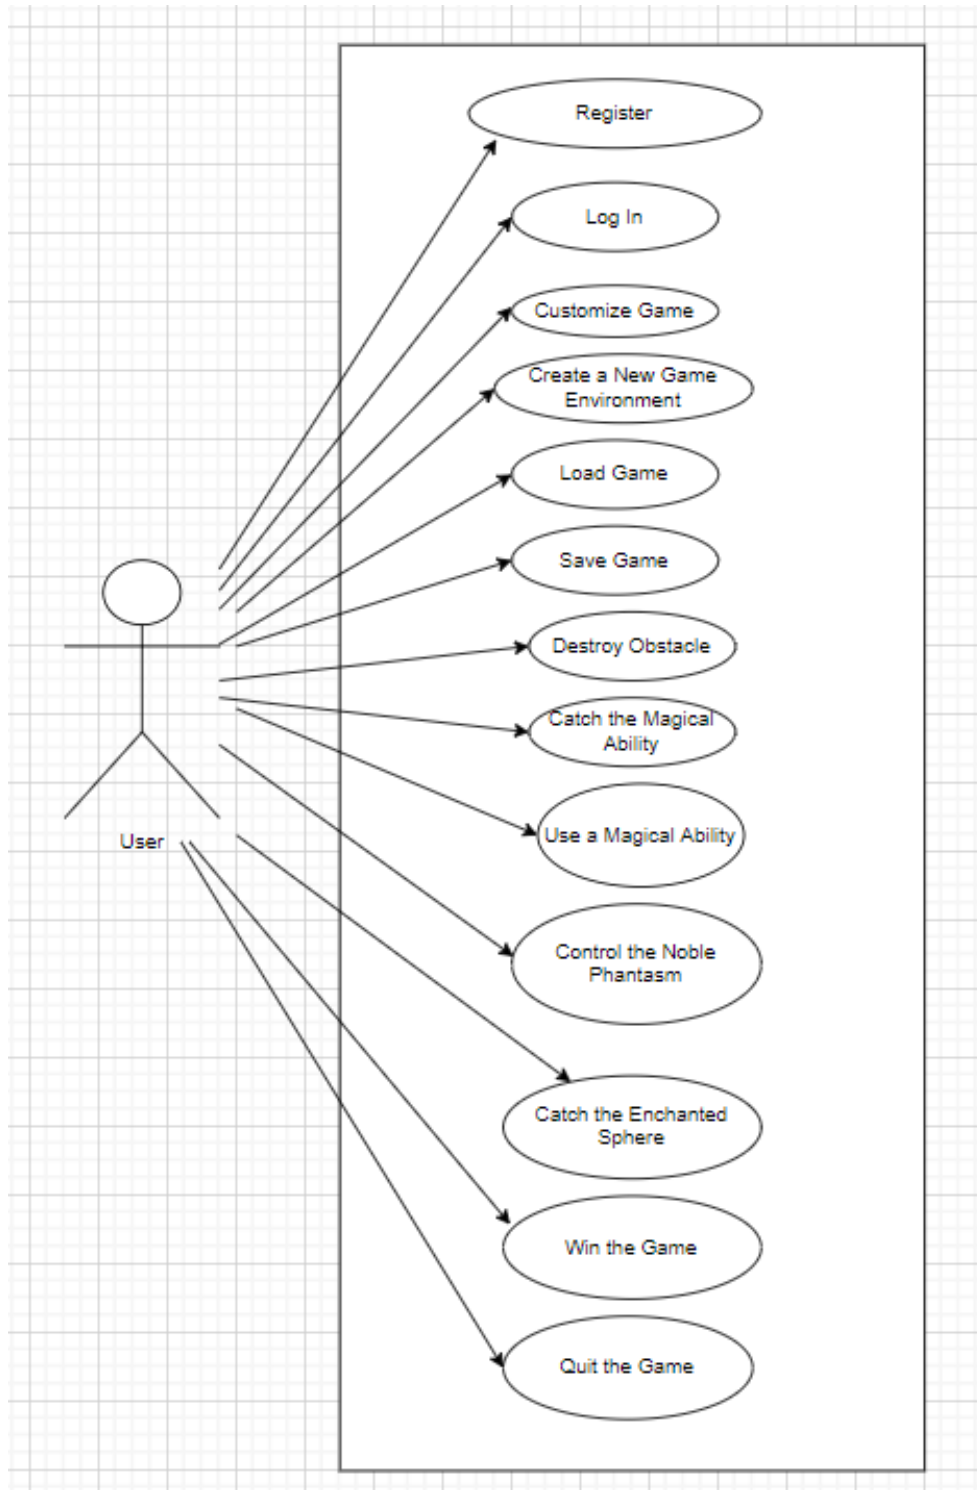 Register
Log In
Customize Game
Create a New Game
Environment
Load Game
Save Game
Destroy Obstacle
Catch the Magical
Ability
Use a Magical Ability
User
Control the Noble
Phantasm
Catch the Enchanted
Sphere
Win the Game
Quit the Game